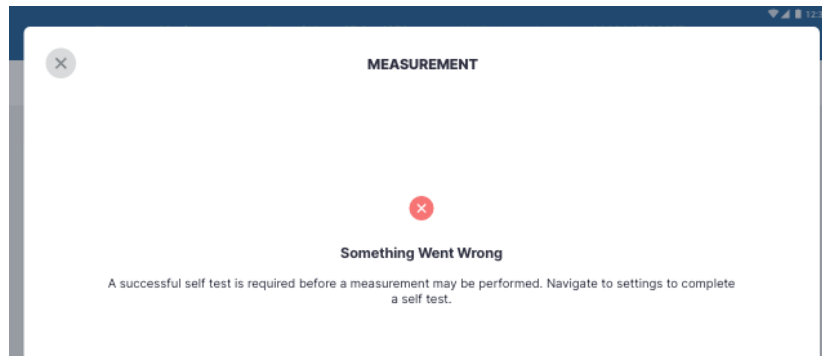 MEASUREMENT
Something Went Wrong
A successful self test is required before a measurement may be performed. Navigate to settings to complete
a self test.